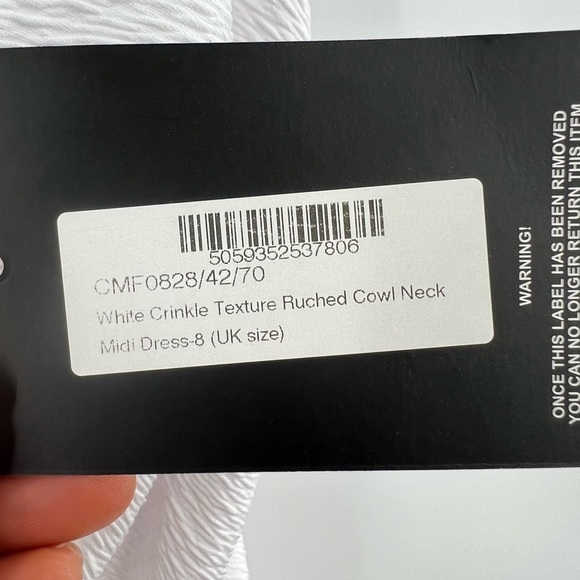 5059352537806
CMF0828/42/70
White Crinkle Texture Ruched Cowl Neck
Midi Dress-8 (UK size)
WARNING!
ONCE THIS LABEL HAS BEEN REMOVED
YOU CAN NO LONGER RETURN THIS ITEM